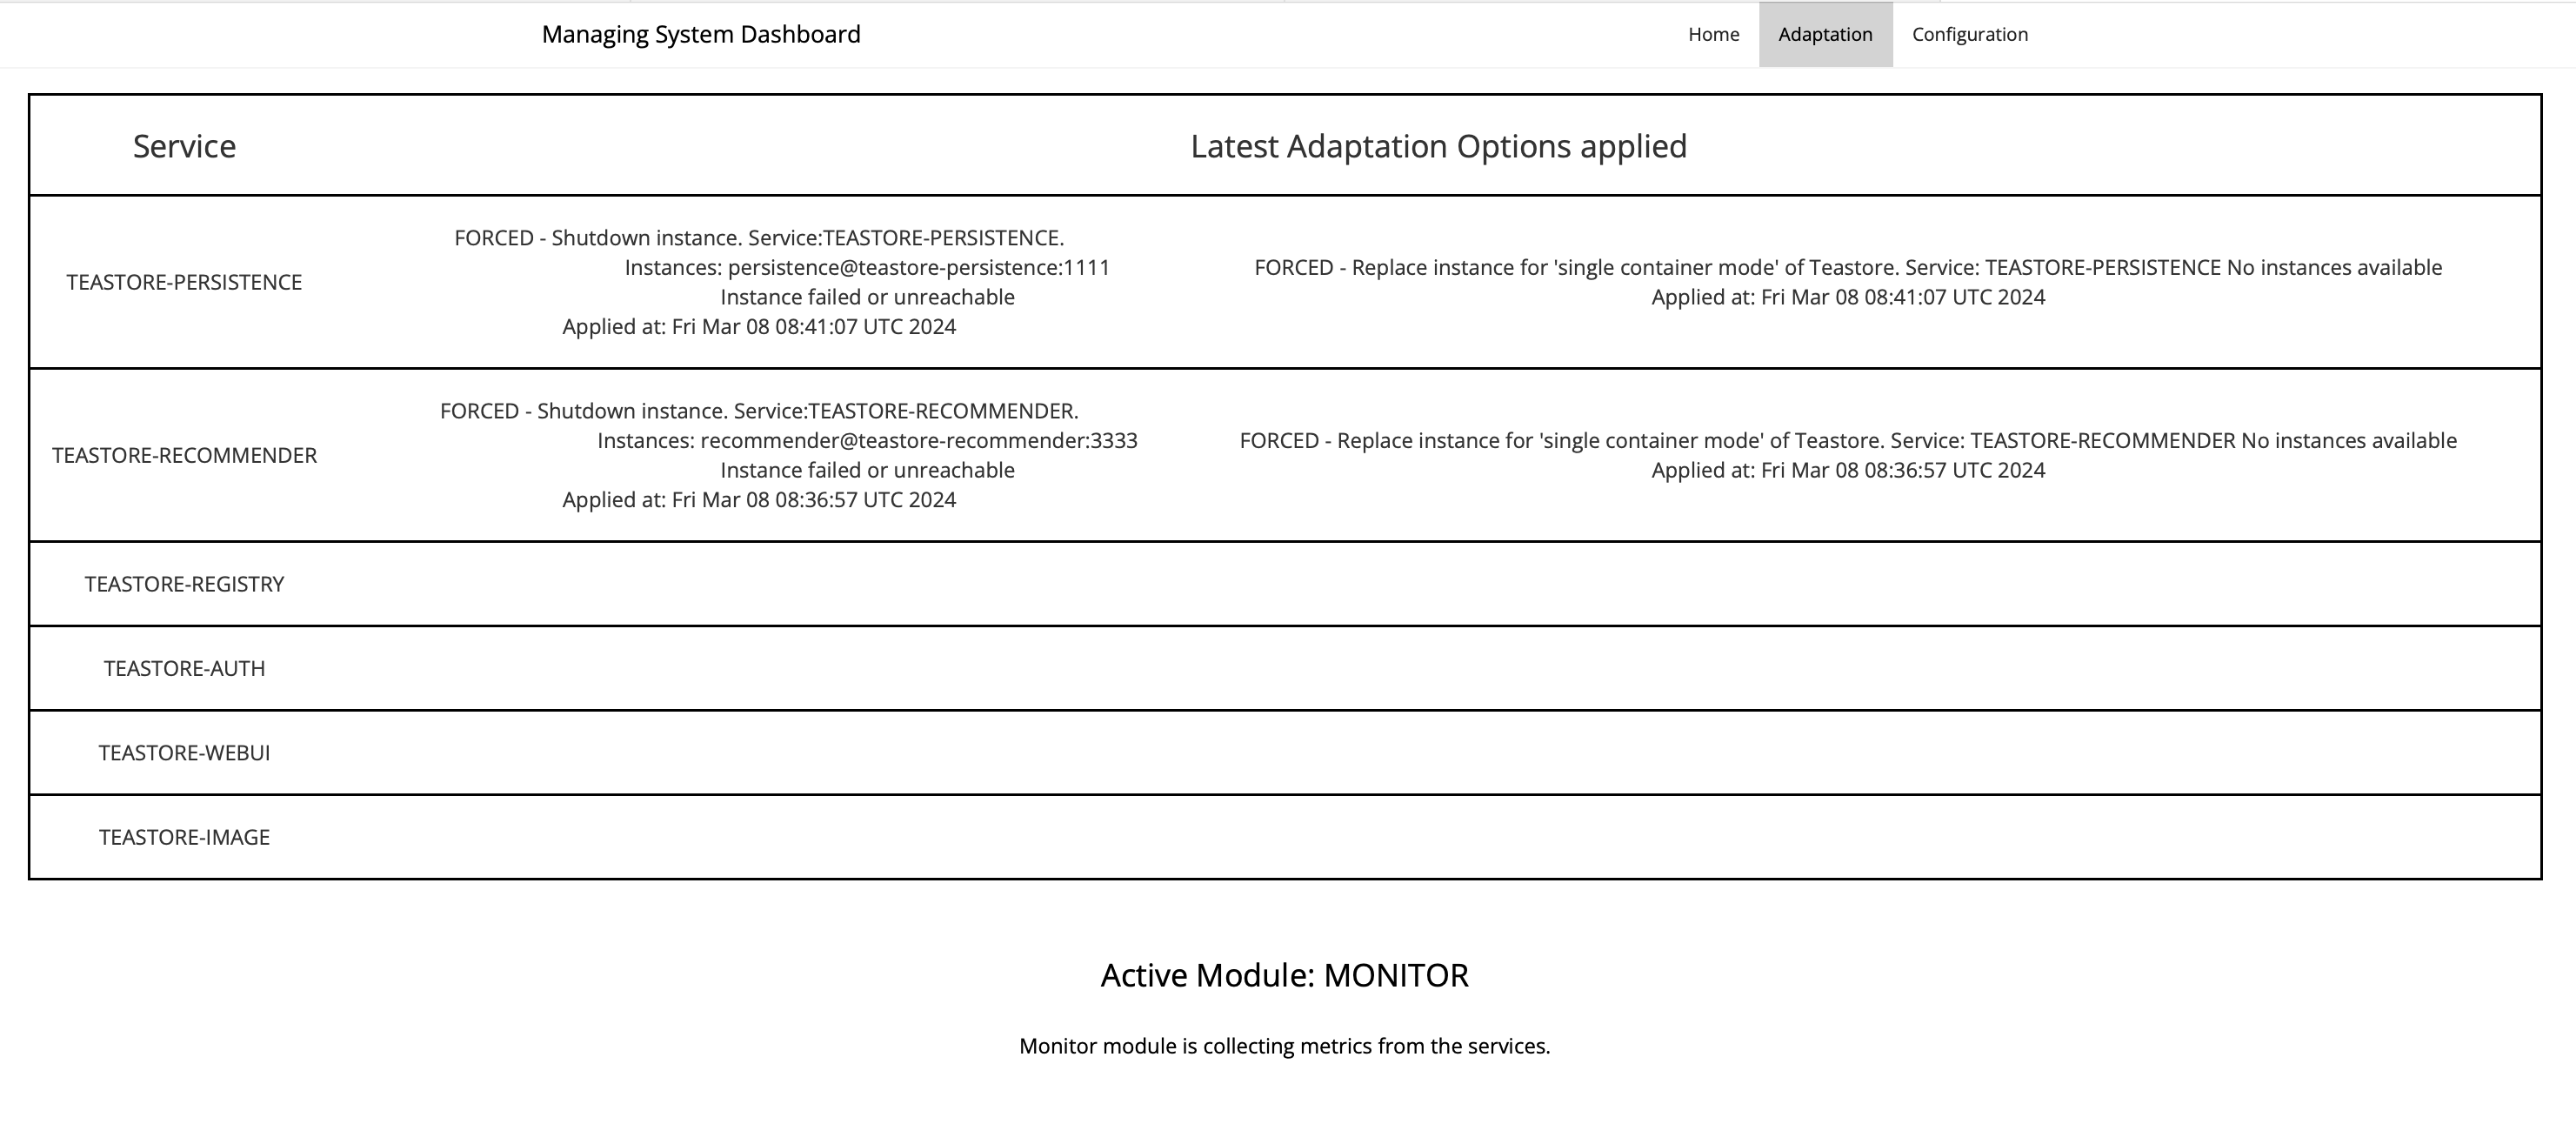 Managing System Dashboard
Home
Adaptation
Configuration
Service
Latest Adaptation Options applied
TEASTORE-PERSISTENCE
FORCED - Shutdown instance. Service:TEASTORE-PERSISTENCE.
Instances: persistence@teastore-persistence:1111
Instance failed or unreachable
Applied at: Fri Mar 08 08:41:07 UTC 2024
FORCED - Replace instance for 'single container mode' of Teastore. Service: TEASTORE-PERSISTENCE No instances available
Applied at: Fri Mar 08 08:41:07 UTC 2024
TEASTORE-RECOMMENDER
FORCED - Shutdown instance. Service:TEASTORE-RECOMMENDER.
Instances: recommender@teastore-recommender:3333
Instance failed or unreachable
Applied at: Fri Mar 08 08:36:57 UTC 2024
FORCED - Replace instance for 'single container mode' of Teastore. Service: TEASTORE-RECOMMENDER No instances available
Applied at: Fri Mar 08 08:36:57 UTC 2024
TEASTORE-REGISTRY
TEASTORE-AUTH
TEASTORE-WEBUI
TEASTORE-IMAGE
Active Module: MONITOR
Monitor module is collecting metrics from the services.